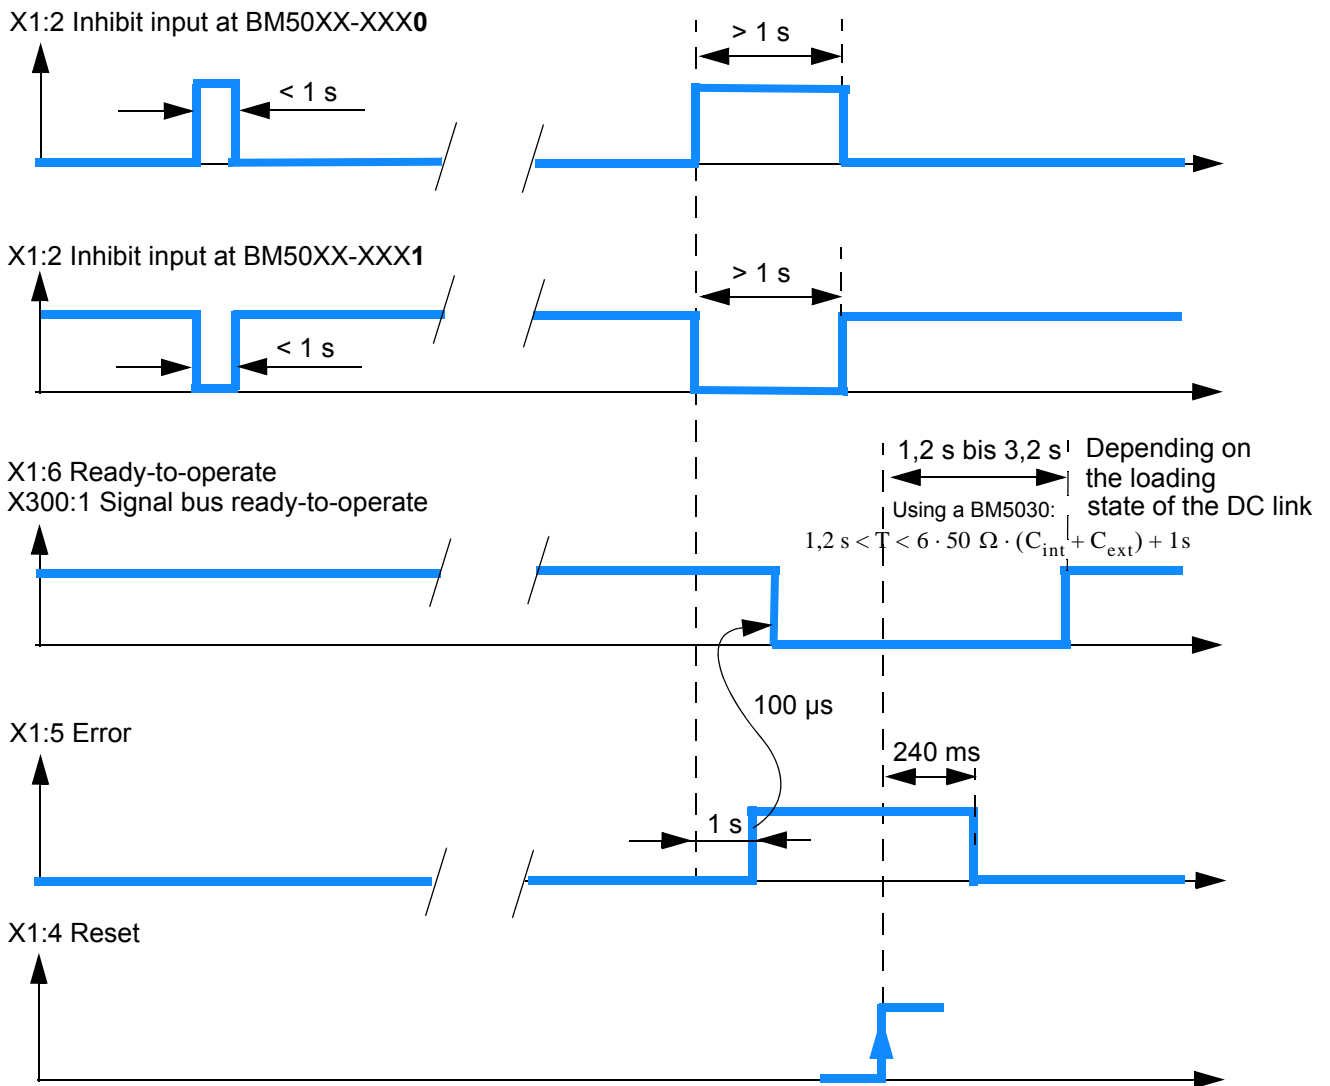 X1:2 Inhibit input at BM50XX-XXX0
> 1 s
< 1 s
X1:2 Inhibit input at BM50XX-XXX1
> 1 s
< 1 s
1,2 s bis 3,2 s
Depending on
the loading
state of the DC link
X1:6 Ready-to-operate
X300:1 Signal bus ready-to-operate
Using a BM5030:
1,2 s < T < 6 · 50 Ω · (C_int + C_ext) + 1s
100 µs
X1:5 Error
240 ms
1 s
X1:4 Reset